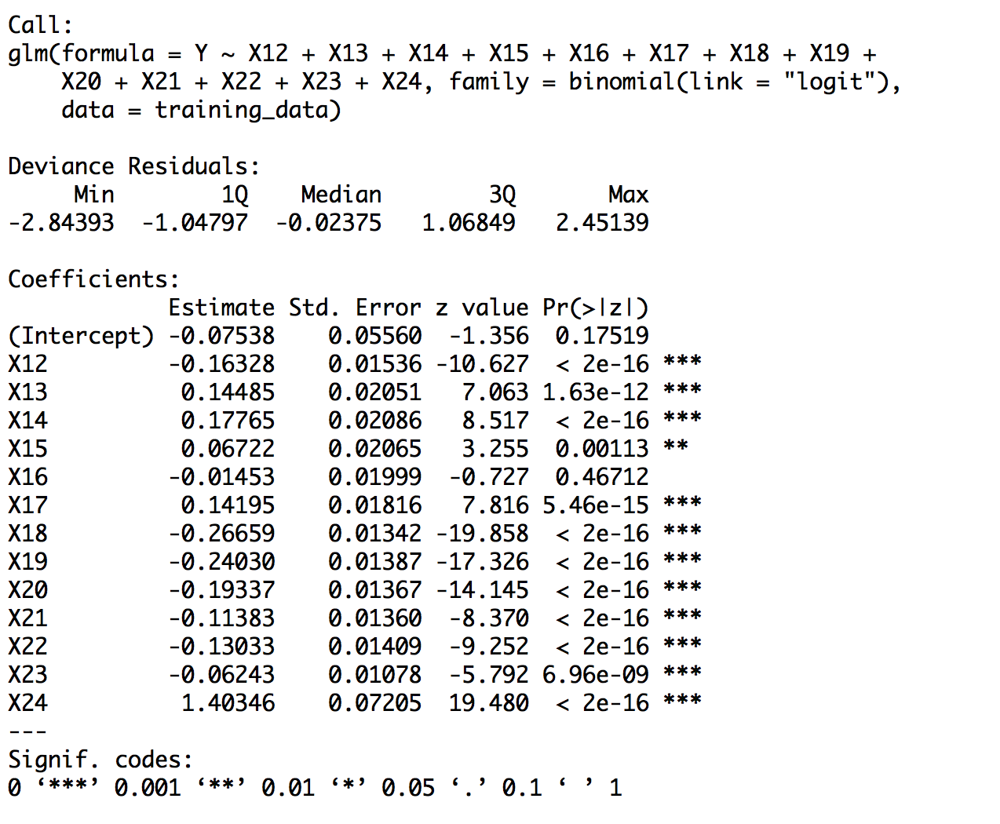 Call:
glm(formula = Y ~ X12 + X13 + X14 + X15 + X16 + X17 + X18 + X19 +
    X20 + X21 + X22 + X23 + X24, family = binomial(link = "logit"),
    data = training_data)
Deviance Residuals:
     Min        1Q    Median        3Q       Max
-2.84393  -1.04797  -0.02375   1.06849   2.45139
Coefficients:
            Estimate Std. Error z value Pr(>|z|)
(Intercept) -0.07538    0.05560  -1.356  0.17519
X12         -0.16328    0.01536 -10.627  < 2e-16 ***
X13          0.14485    0.02051   7.063 1.63e-12 ***
X14          0.17765    0.02086   8.517  < 2e-16 ***
X15          0.06722    0.02065   3.255  0.00113 **
X16         -0.01453    0.01999  -0.727  0.46712
X17          0.14195    0.01816   7.816 5.46e-15 ***
X18         -0.26659    0.01342 -19.858  < 2e-16 ***
X19         -0.24030    0.01387 -17.326  < 2e-16 ***
X20         -0.19337    0.01367 -14.145  < 2e-16 ***
X21         -0.11383    0.01360  -8.370  < 2e-16 ***
X22         -0.13033    0.01409  -9.252  < 2e-16 ***
X23         -0.06243    0.01078  -5.792 6.96e-09 ***
X24          1.40346    0.07205  19.480  < 2e-16 ***
---
Signif. codes:
0 ‘***’ 0.001 ‘**’ 0.01 ‘*’ 0.05 ‘.’ 0.1 ‘ ’ 1